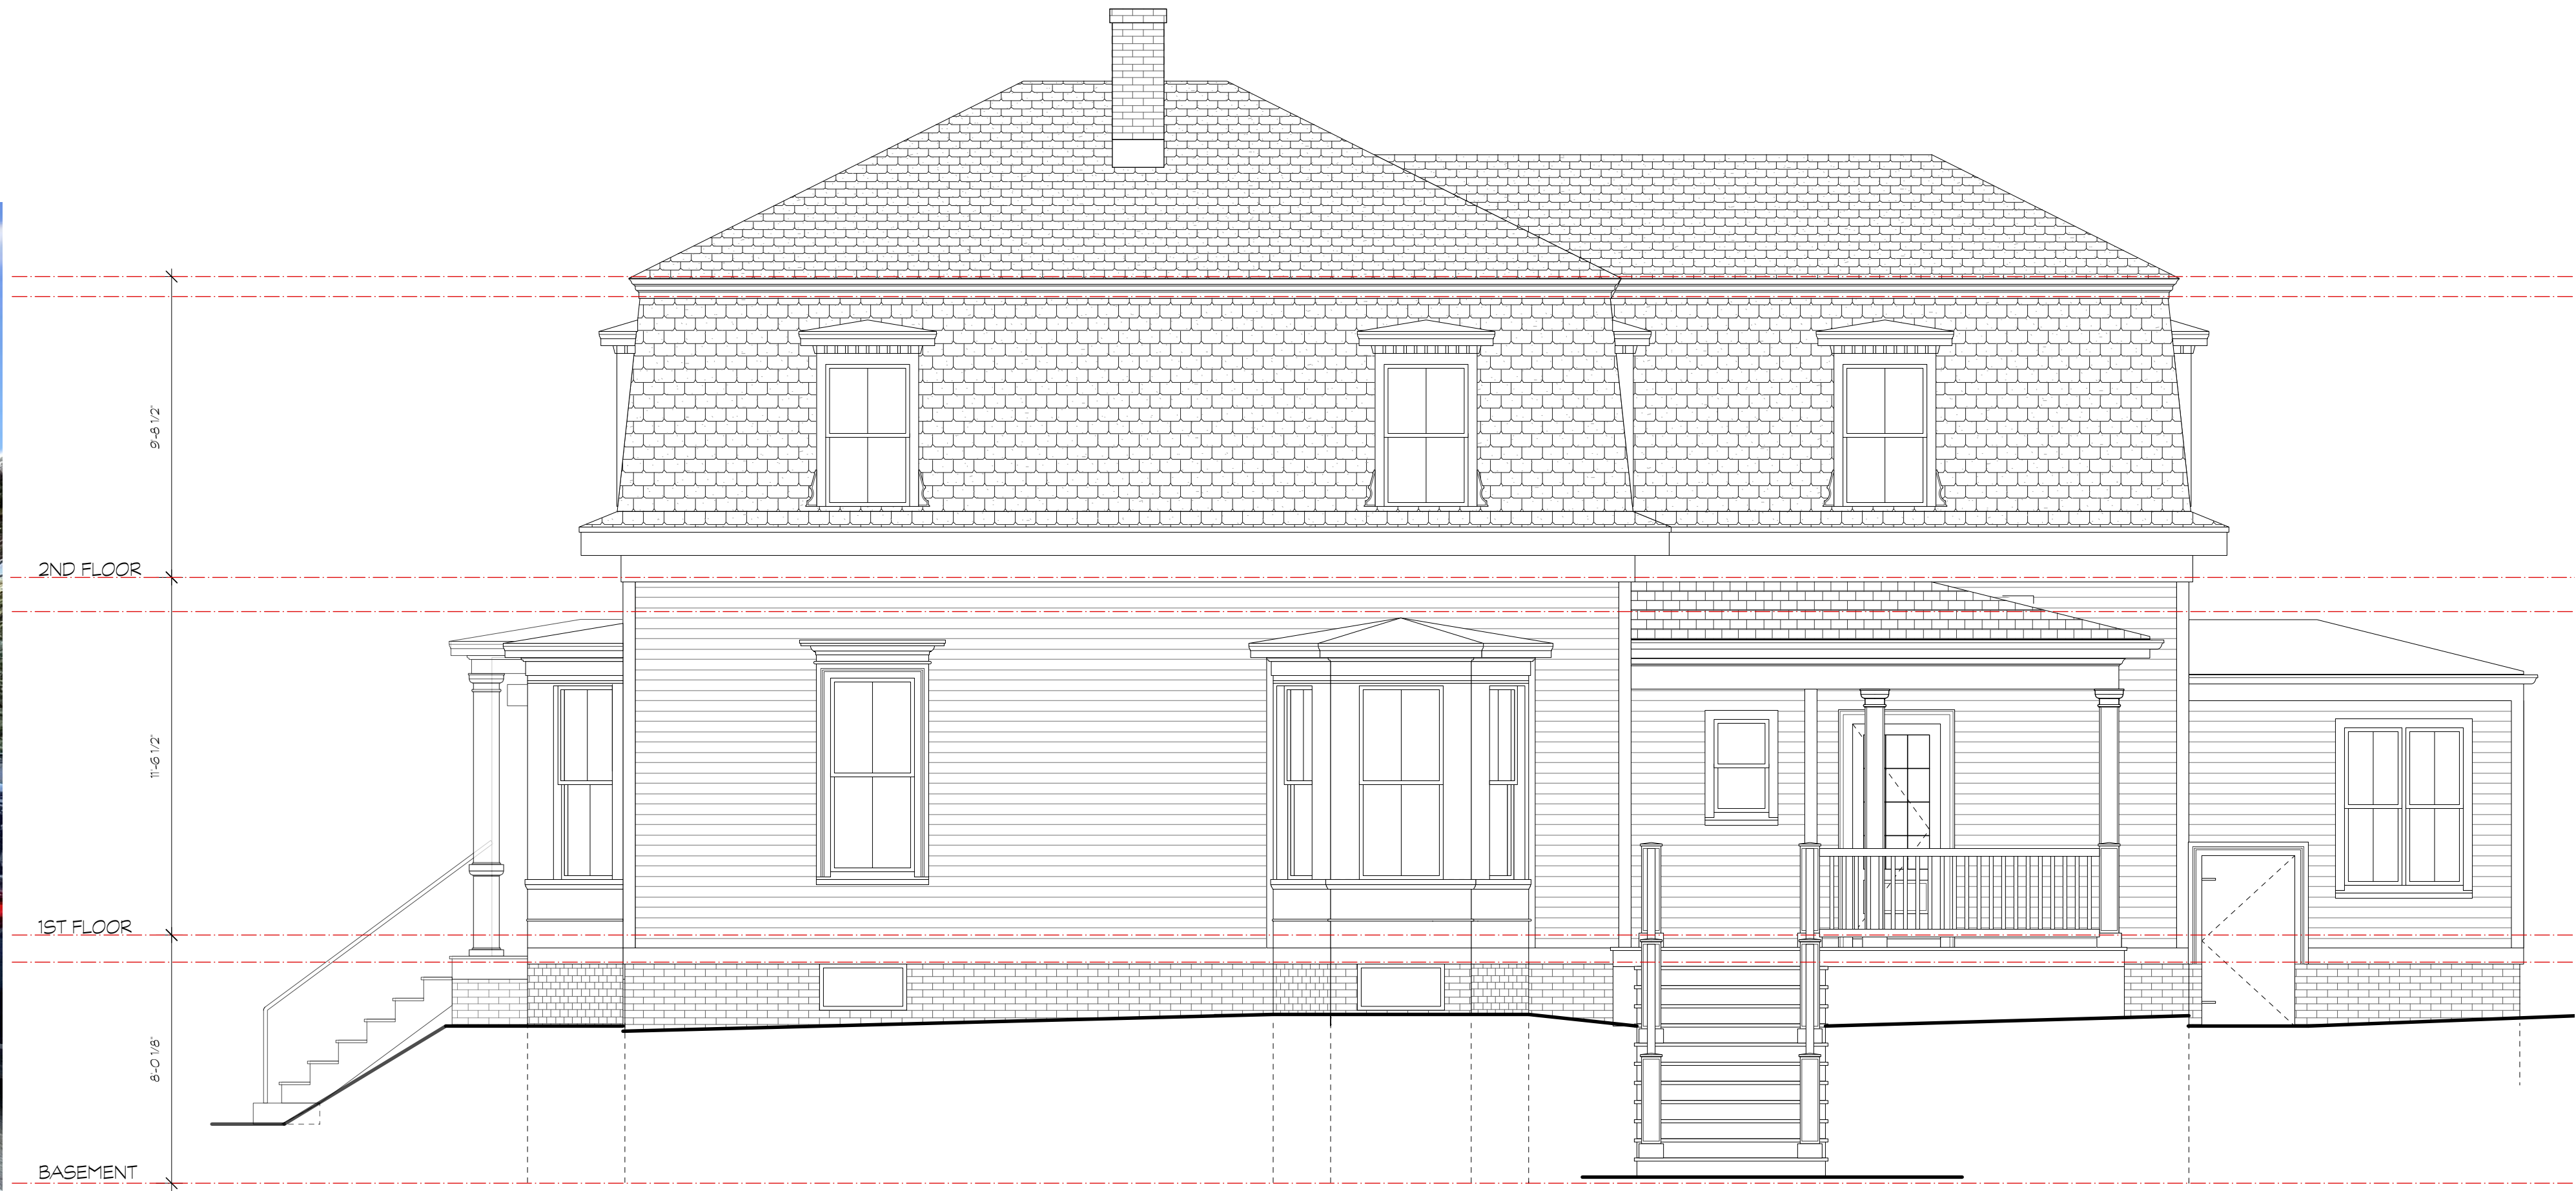 9'-8 1/2"
2ND FLOOR
11'-6 1/2"
1ST FLOOR
8'-0 1/8"
BASEMENT